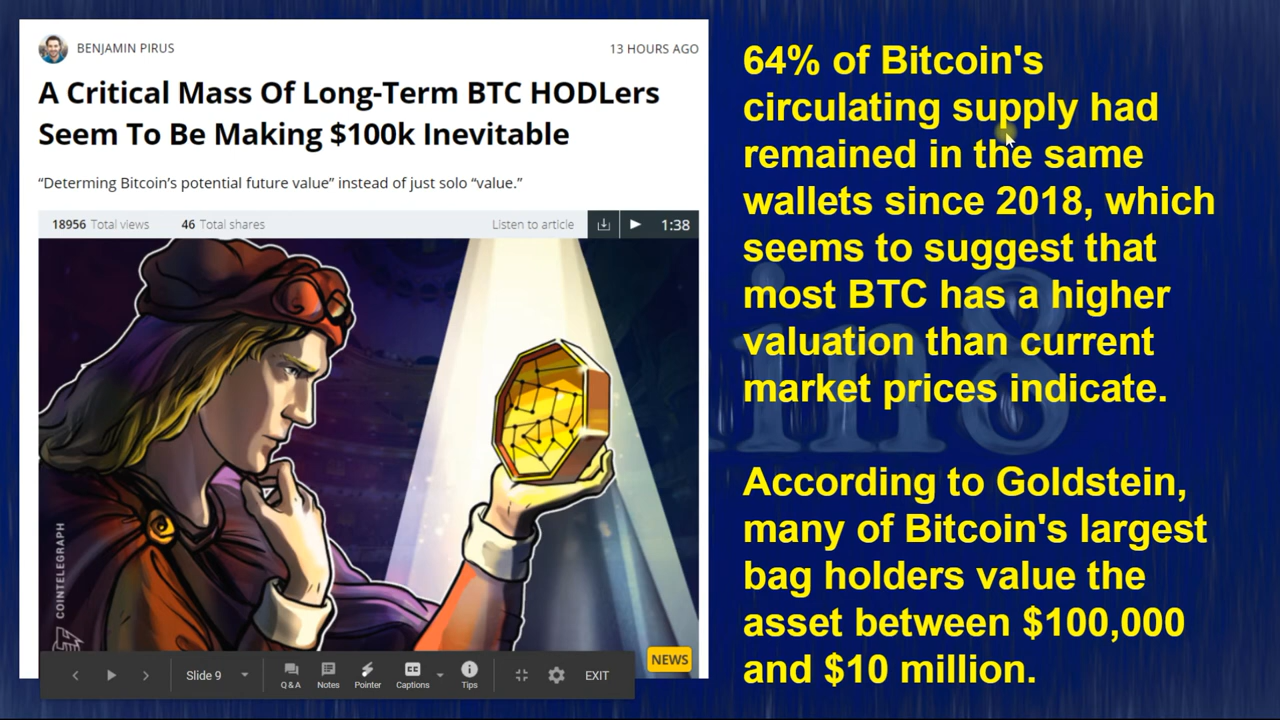 BENJAMIN PIRUS
13 HOURS AGO
A Critical Mass Of Long-Term BTC HODLers
Seem To Be Making $100k Inevitable
“Determing Bitcoin’s potential future value” instead of just solo “value.”
18956 Total views 46 Total shares Listen to article 1:38
COINTELEGRAPH
NEWS
Slide 9 Q & A Notes Pointer CC Captions Tips EXIT
64% of Bitcoin's
circulating supply had
remained in the same
wallets since 2018, which
seems to suggest that
most BTC has a higher
valuation than current
market prices indicate.
According to Goldstein,
many of Bitcoin's largest
bag holders value the
asset between $100,000
and $10 million.